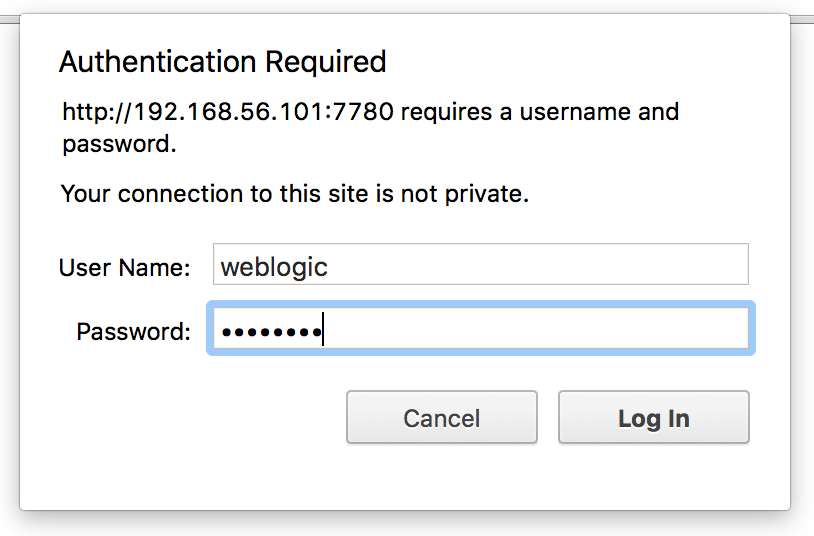 Authentication Required
http://192.168.56.101:7780 requires a username and
password.
Your connection to this site is not private.
User Name: weblogic
Password: ••••••••
Cancel Log In